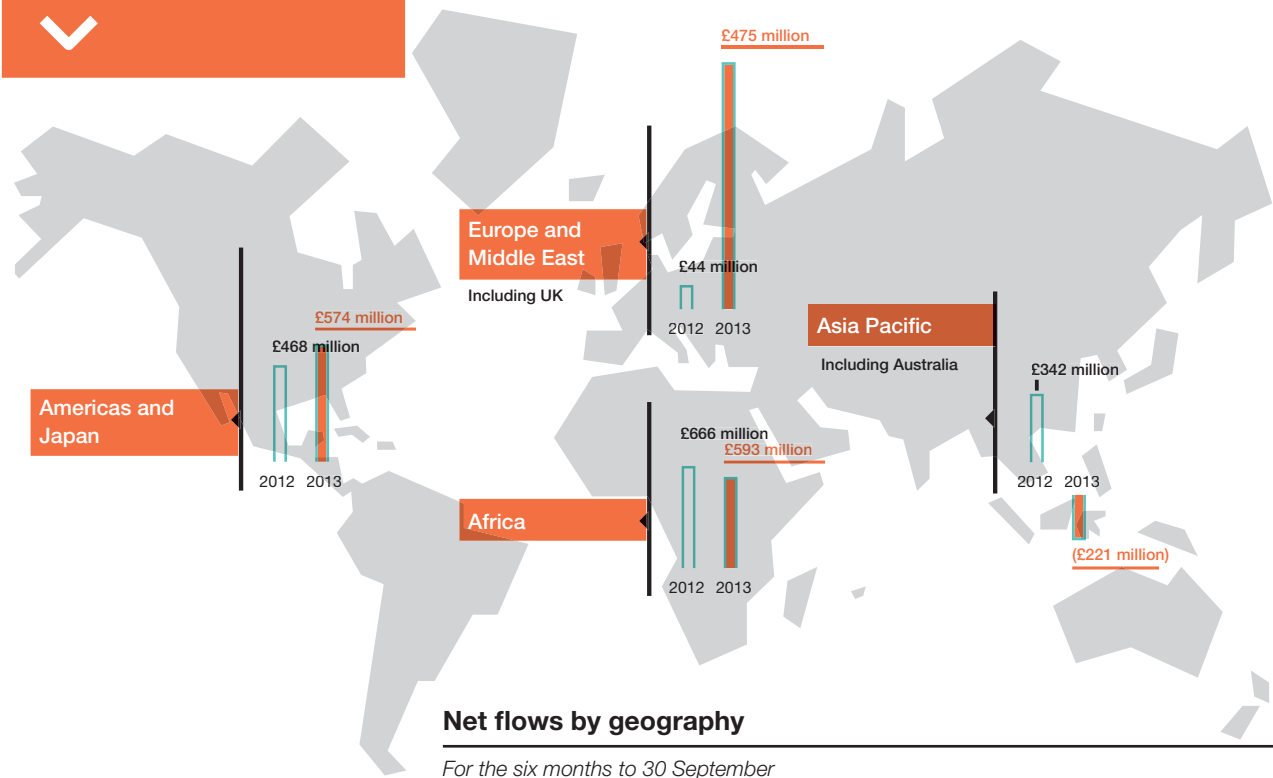 £475 million
Europe and
Middle East
Including UK
£44 million
2012 2013
£574 million
£468 million
Americas and
Japan
2012 2013
Asia Pacific
Including Australia
£342 million
2012 2013
(£221 million)
£666 million
£593 million
Africa
2012 2013
Net flows by geography
For the six months to 30 September